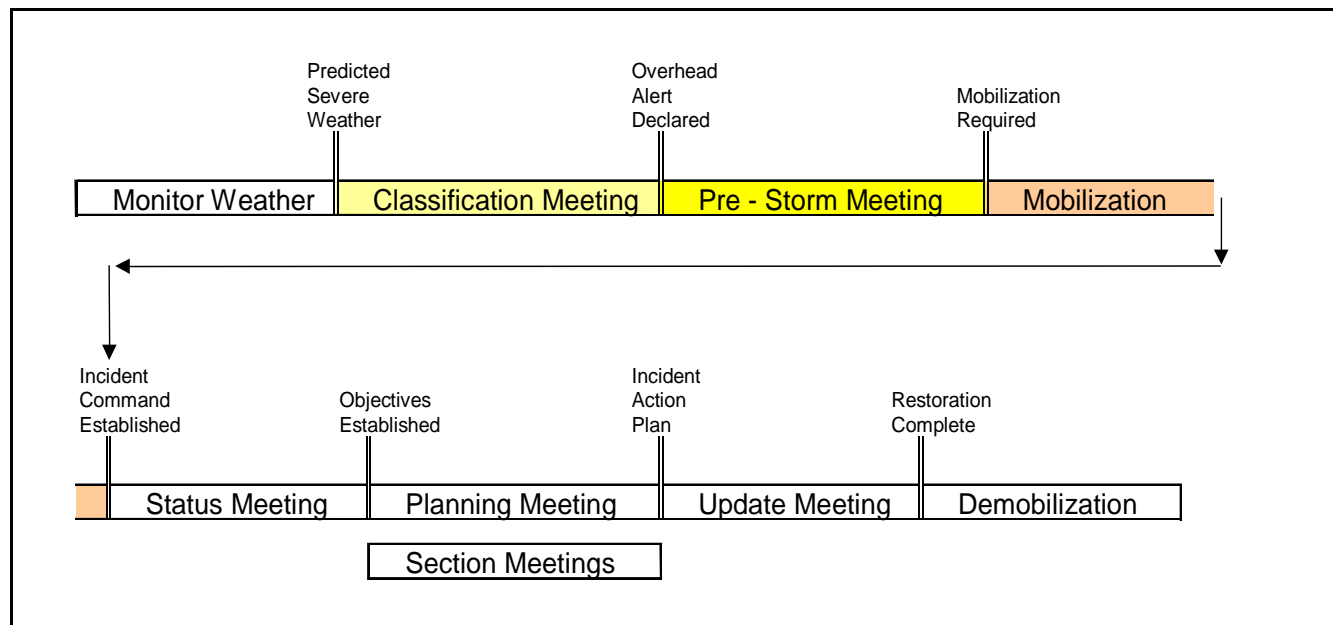 Predicted
Severe
Weather
Overhead
Alert
Declared
Mobilization
Required
Monitor Weather
Classification Meeting
Pre - Storm Meeting
Mobilization
Incident
Command
Established
Objectives
Established
Incident
Action
Plan
Restoration
Complete
Status Meeting
Planning Meeting
Update Meeting
Demobilization
Section Meetings